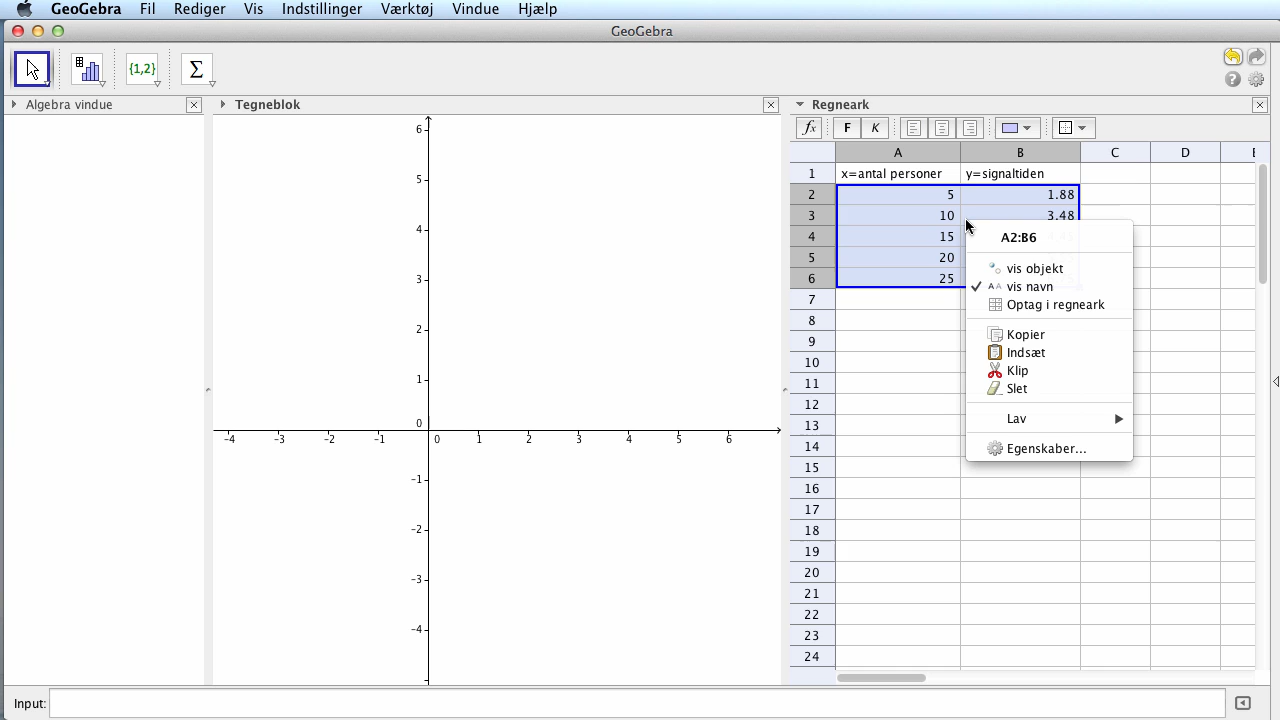 GeoGebra Fil Rediger Vis Indstillinger Værktøj Vindue Hjælp
GeoGebra
{1,2} Σ
?
Algebra vindue
Tegneblok
Regneark
fx F K
A B C D
1 x=antal personer y=signaltiden
2 5 1.88
3 10 3.48
4 15
5 20
6 25
7
8
9
10
11
12
13
14
15
16
17
18
19
20
21
22
23
24
A2:B6
vis objekt
AA vis navn
Optag i regneark
Kopier
Indsæt
Klip
Slet
Lav
Egenskaber...
6
5
4
3
2
1
0
-4 -3 -2 -1 0 1 2 3 4 5 6
-1
-2
-3
-4
Input: